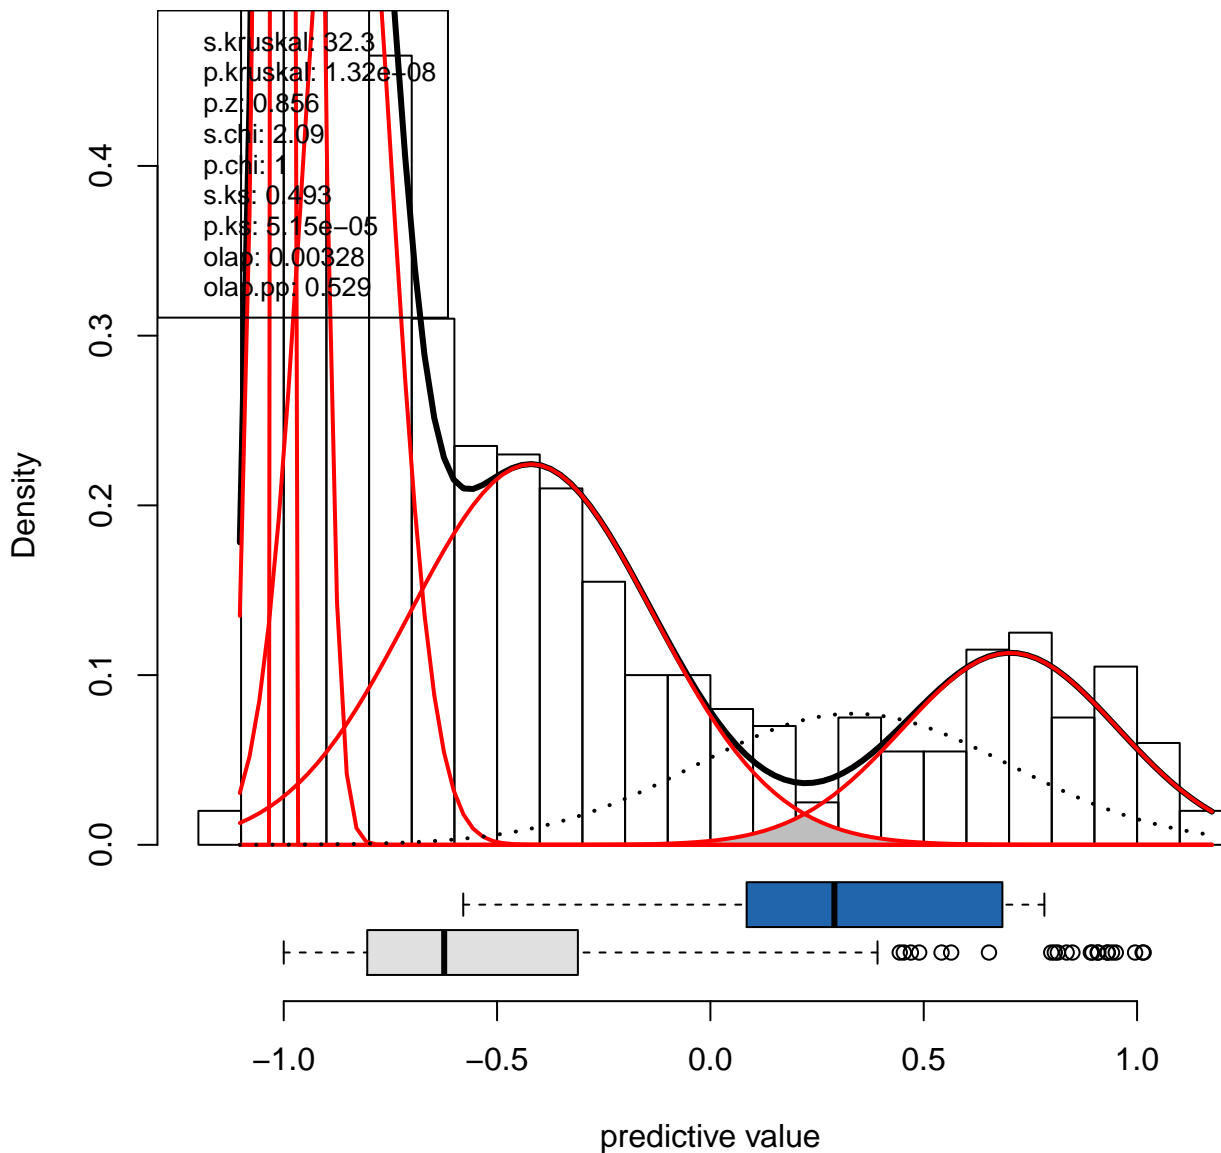 s.kruskal: 32.3
p.kruskal: 1.32e−08
p.z: 0.856
s.chi: 2.09
p.chi: 1
s.ks: 0.493
p.ks: 5.15e−05
olap: 0.00328
olap.pp: 0.529
0.4
0.3
0.2
0.1
0.0
Density
−1.0 −0.5 0.0 0.5 1.0
predictive value